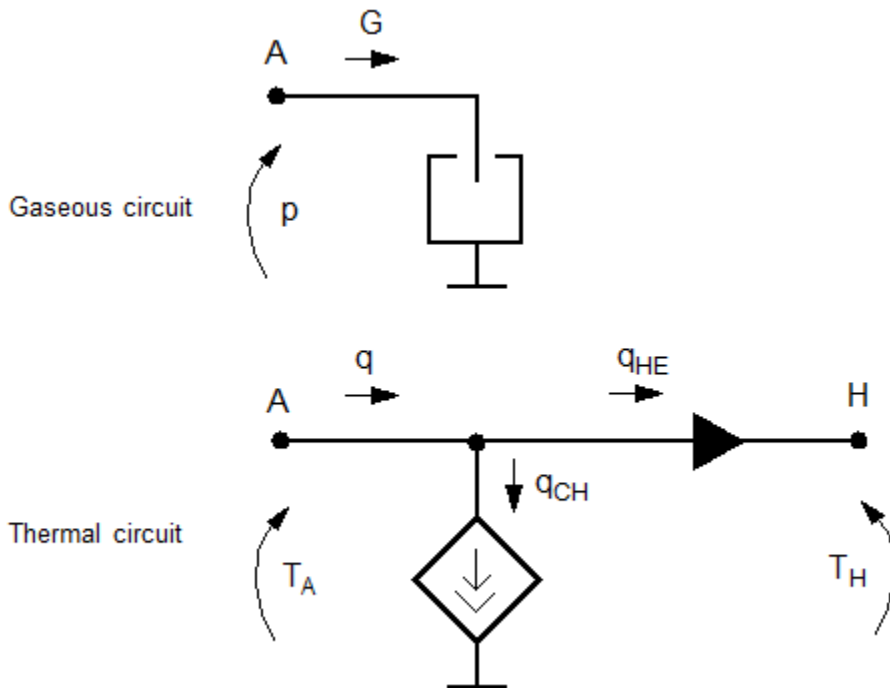 G
A
Gaseous circuit
p
q
q_HE
A
H
q_CH
Thermal circuit
T_A
T_H